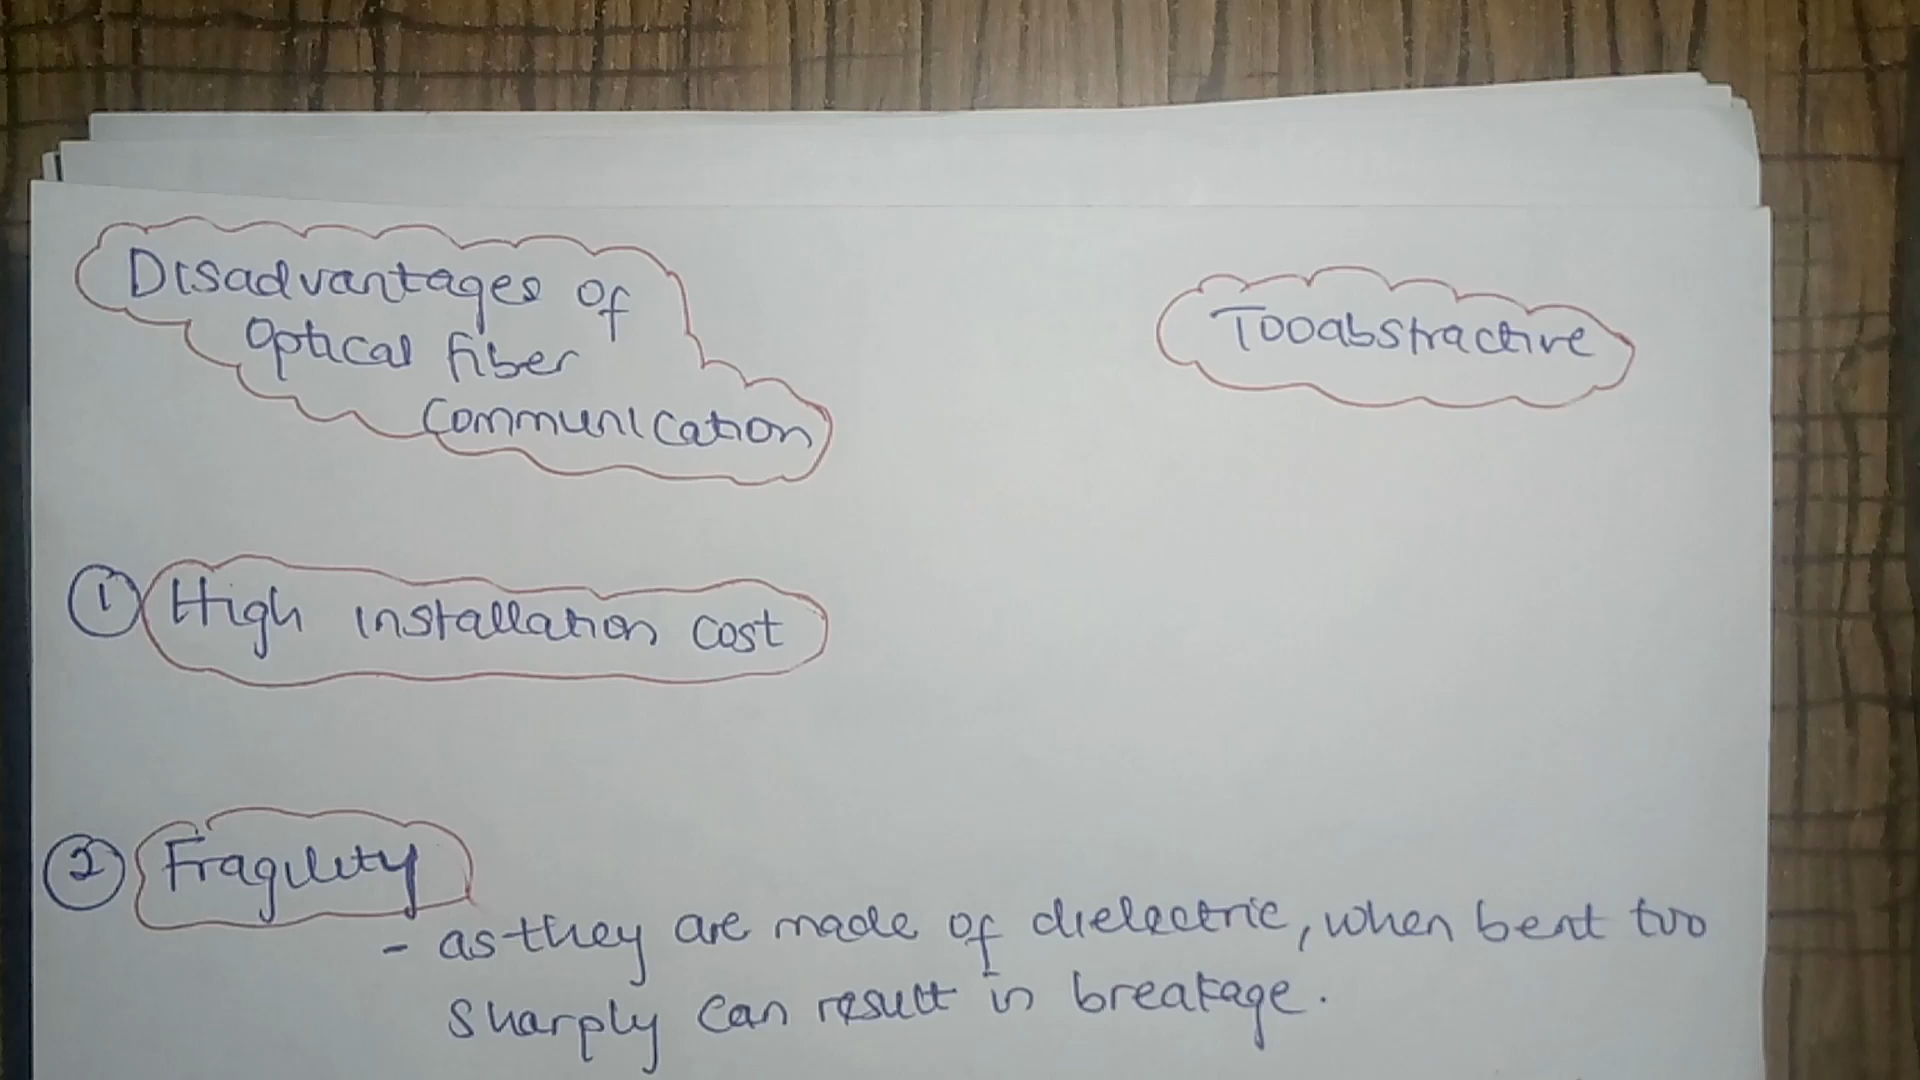 Disadvantages of
Optical fiber
Communication
Tooabstractive
1 High installation cost
2 Fragility
- as they are made of dielectric, when bent too
sharply can result in breakage.